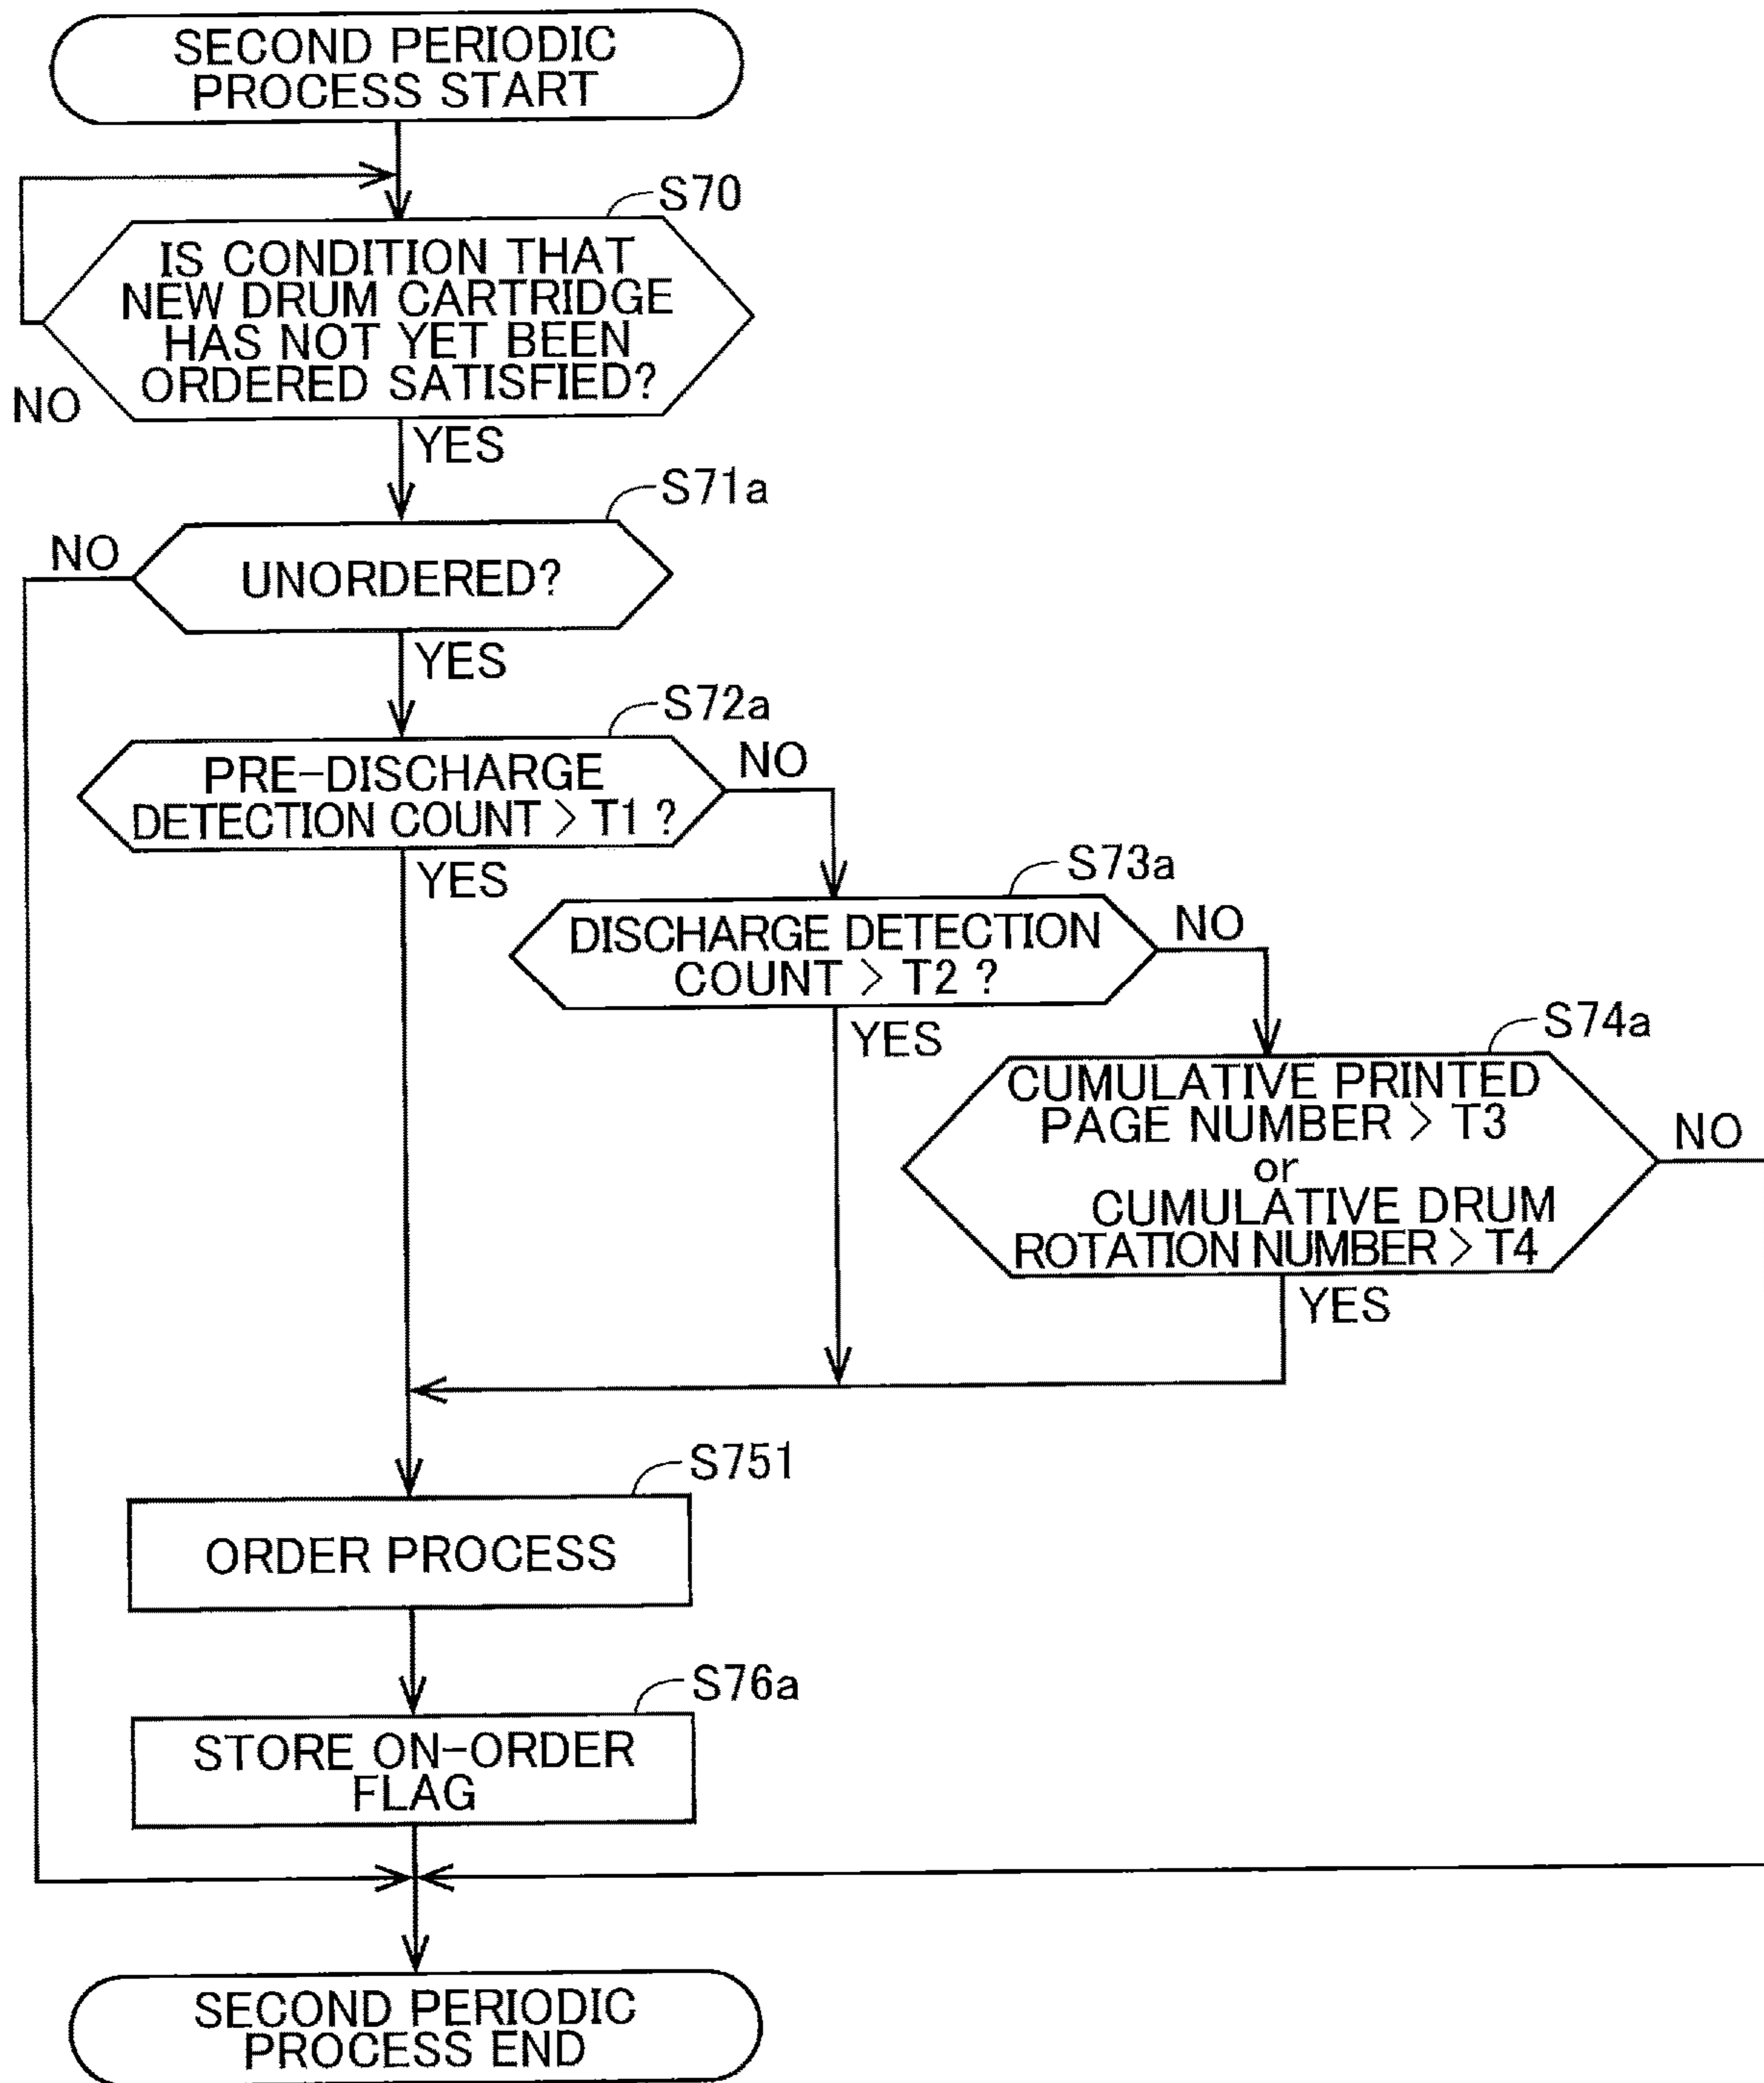 SECOND PERIODIC
PROCESS START
S70
IS CONDITION THAT
NEW DRUM CARTRIDGE
HAS NOT YET BEEN
ORDERED SATISFIED?
NO
YES
S71a
NO
UNORDERED?
YES
S72a
PRE-DISCHARGE
DETECTION COUNT > T1 ?
NO
YES
S73a
DISCHARGE DETECTION
COUNT > T2 ?
NO
YES
S74a
CUMULATIVE PRINTED
PAGE NUMBER > T3
or
CUMULATIVE DRUM
ROTATION NUMBER > T4
NO
YES
S751
ORDER PROCESS
S76a
STORE ON-ORDER
FLAG
SECOND PERIODIC
PROCESS END